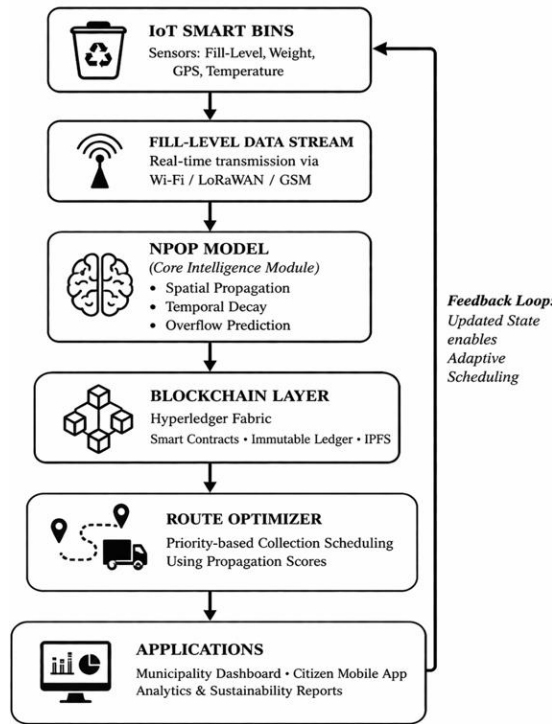 IoT SMART BINS
Sensors: Fill-Level, Weight,
GPS, Temperature
FILL-LEVEL DATA STREAM
Real-time transmission via
Wi-Fi / LoRaWAN / GSM
NPOP MODEL
(Core Intelligence Module)
• Spatial Propagation
• Temporal Decay
• Overflow Prediction
Feedback Loop:
Updated State
enables
Adaptive
Scheduling
BLOCKCHAIN LAYER
Hyperledger Fabric
Smart Contracts • Immutable Ledger • IPFS
ROUTE OPTIMIZER
Priority-based Collection Scheduling
Using Propagation Scores
APPLICATIONS
Municipality Dashboard • Citizen Mobile App
Analytics & Sustainability Reports